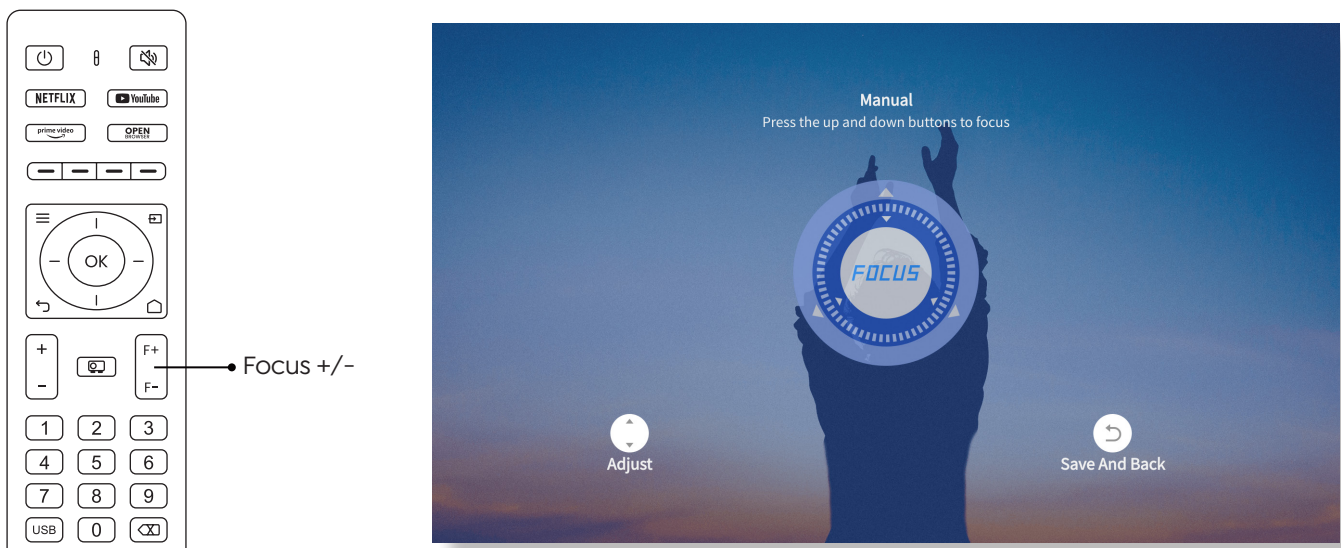 NETFLIX
YouTube
prime video
OPEN
BROWSER
OK
+
F+
Focus +/-
-
F-
1 2 3
4 5 6
7 8 9
USB 0
Manual
Press the up and down buttons to focus
FOCUS
Adjust
Save And Back